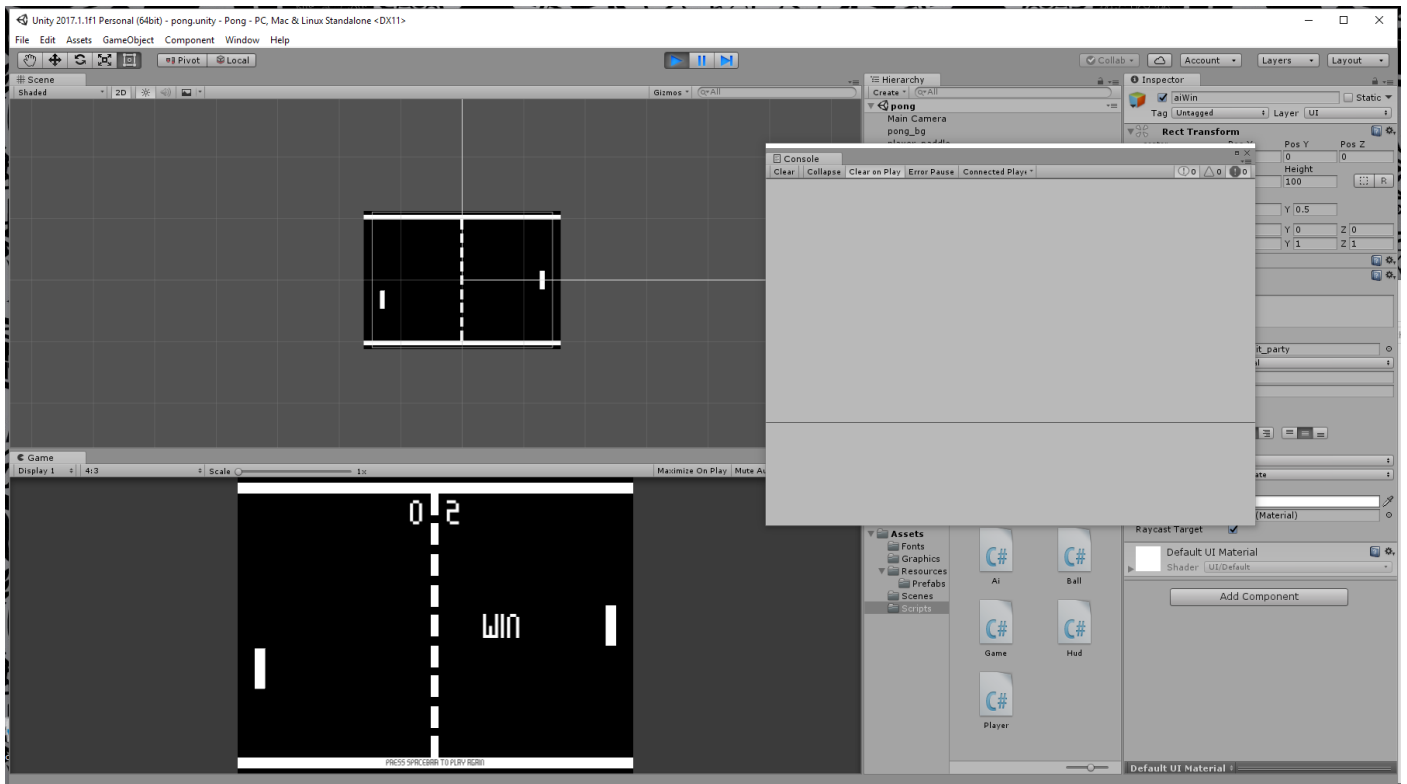 Unity 2017.1.1f1 Personal (64bit) - pong.unity - Pong - PC, Mac & Linux Standalone <DX11>
File Edit Assets GameObject Component Window Help
Pivot Local
Collab Account Layers Layout
Scene
Shaded 2D Gizmos All
Hierarchy
Create All
pong
Main Camera
pong_bg
Inspector
aiWin Static
Tag Untagged Layer UI
Rect Transform
Pos Y Pos Z
0 0
Height
100 R
Y 0.5
Y 0 Z 0
Y 1 Z 1
Console
Clear Collapse Clear on Play Error Pause Connected Play 0 0 0
it_party
Game
Display 1 4:3 Scale 1x Maximize On Play Mute Au
0 2
WIN
PRESS SPACEBAR TO PLAY AGAIN
Assets
Fonts
Graphics
Resources
Prefabs
Scenes
Scripts
C# C#
Ai Ball
C# C#
Game Hud
C#
Player
ate
(Material)
Raycast Target
Default UI Material
Shader UI/Default
Add Component
Default UI Material